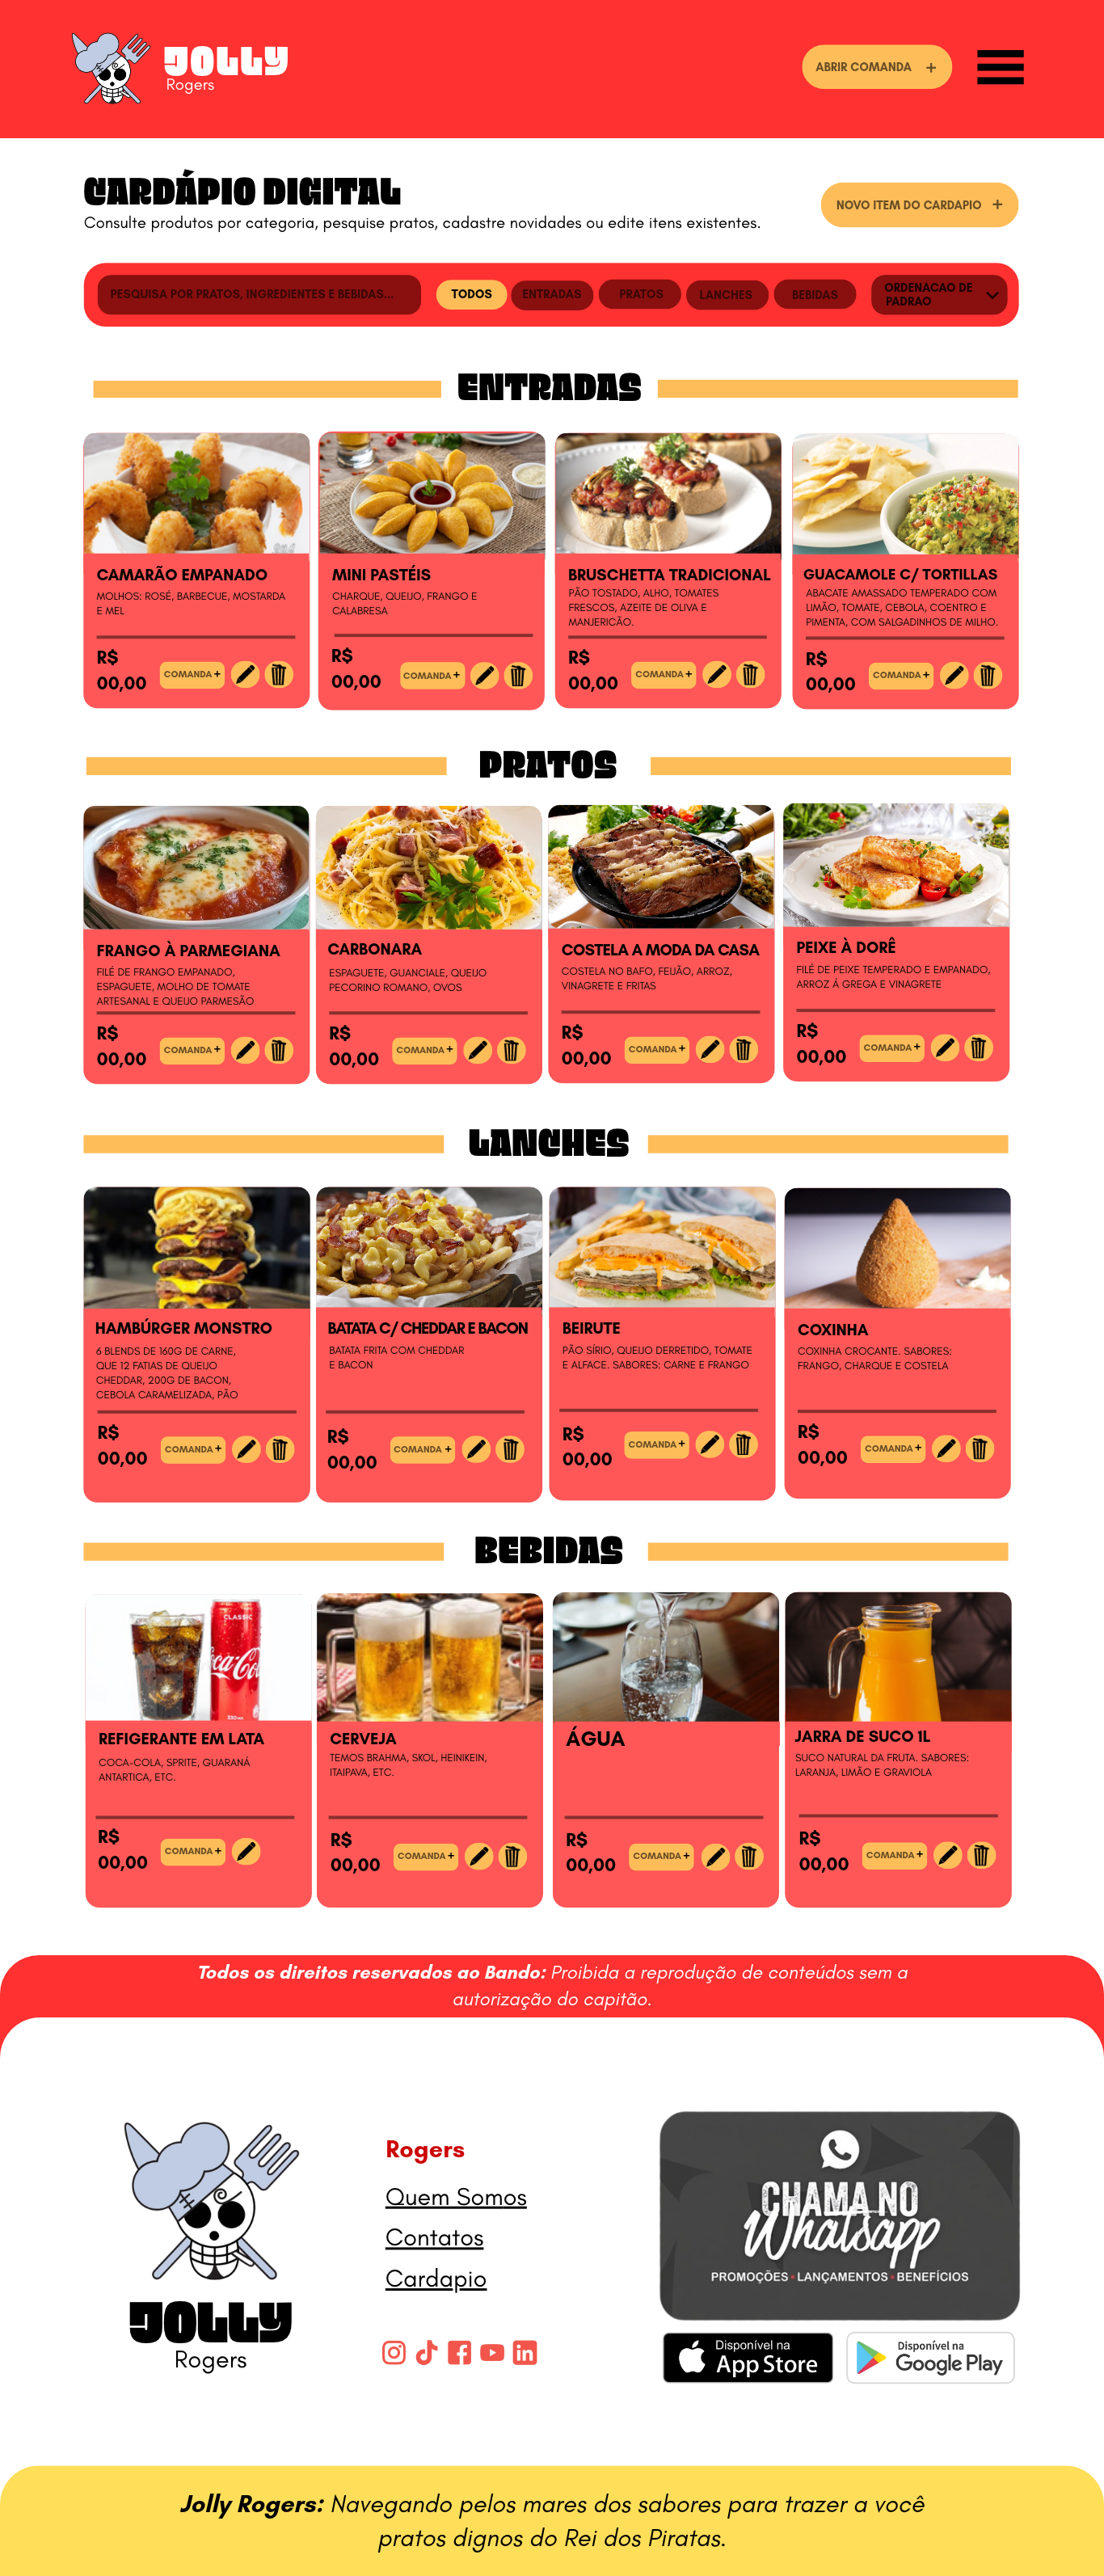 JOLLY
Rogers
ABRIR COMANDA +
CARDÁPIO DIGITAL
Consulte produtos por categoria, pesquise pratos, cadastre novidades ou edite itens existentes.
NOVO ITEM DO CARDAPIO +
PESQUISA POR PRATOS, INGREDIENTES E BEBIDAS...
TODOS
ENTRADAS
PRATOS
LANCHES
BEBIDAS
ORDENACAO DE
PADRAO
ENTRADAS
CAMARÃO EMPANADO
MOLHOS: ROSÉ, BARBECUE, MOSTARDA
E MEL
R$
00,00
COMANDA +
MINI PASTÉIS
CHARQUE, QUEIJO, FRANGO E
CALABRESA
R$
00,00
COMANDA +
BRUSCHETTA TRADICIONAL
PÃO TOSTADO, ALHO, TOMATES
FRESCOS, AZEITE DE OLIVA E
MANJERICÃO.
R$
00,00
COMANDA +
GUACAMOLE C/ TORTILLAS
ABACATE AMASSADO TEMPERADO COM
LIMÃO, TOMATE, CEBOLA, COENTRO E
PIMENTA, COM SALGADINHOS DE MILHO.
R$
00,00
COMANDA +
PRATOS
FRANGO À PARMEGIANA
FILÉ DE FRANGO EMPANADO,
ESPAGUETE, MOLHO DE TOMATE
ARTESANAL E QUEIJO PARMESÃO
R$
00,00
COMANDA +
CARBONARA
ESPAGUETE, GUANCIALE, QUEIJO
PECORINO ROMANO, OVOS
R$
00,00
COMANDA +
COSTELA A MODA DA CASA
COSTELA NO BAFO, FEIJÃO, ARROZ,
VINAGRETE E FRITAS
R$
00,00
COMANDA +
PEIXE À DORÊ
FILÉ DE PEIXE TEMPERADO E EMPANADO,
ARROZ Á GREGA E VINAGRETE
R$
00,00
COMANDA +
LANCHES
HAMBÚRGER MONSTRO
6 BLENDS DE 160G DE CARNE,
QUE 12 FATIAS DE QUEIJO
CHEDDAR, 200G DE BACON,
CEBOLA CARAMELIZADA, PÃO
R$
00,00
COMANDA +
BATATA C/ CHEDDAR E BACON
BATATA FRITA COM CHEDDAR
E BACON
R$
00,00
COMANDA +
BEIRUTE
PÃO SÍRIO, QUEIJO DERRETIDO, TOMATE
E ALFACE. SABORES: CARNE E FRANGO
R$
00,00
COMANDA +
COXINHA
COXINHA CROCANTE. SABORES:
FRANGO, CHARQUE E COSTELA
R$
00,00
COMANDA +
BEBIDAS
CLASSIC
Coca-Col
REFIGERANTE EM LATA
COCA-COLA, SPRITE, GUARANÁ
ANTARTICA, ETC.
R$
00,00
COMANDA +
CERVEJA
TEMOS BRAHMA, SKOL, HEINIKEIN,
ITAIPAVA, ETC.
R$
00,00
COMANDA +
ÁGUA
R$
00,00
COMANDA +
JARRA DE SUCO 1L
SUCO NATURAL DA FRUTA. SABORES:
LARANJA, LIMÃO E GRAVIOLA
R$
00,00
COMANDA +
Todos os direitos reservados ao Bando: Proibida a reprodução de conteúdos sem a
autorização do capitão.
JOLLY
Rogers
Rogers
Quem Somos
Contatos
Cardapio
CHAMA NO
Whatsapp
PROMOÇÕES • LANÇAMENTOS • BENEFÍCIOS
Disponível na
App Store
Disponível na
Google Play
Jolly Rogers: Navegando pelos mares dos sabores para trazer a você
pratos dignos do Rei dos Piratas.